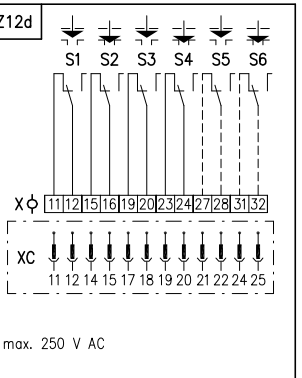 Z12d
S1 S2 S3 S4 S5 S6
X 11 12 15 16 19 20 23 24 27 28 31 32
XC
11 12 14 15 17 18 19 20 21 22 24 25
max. 250 V AC